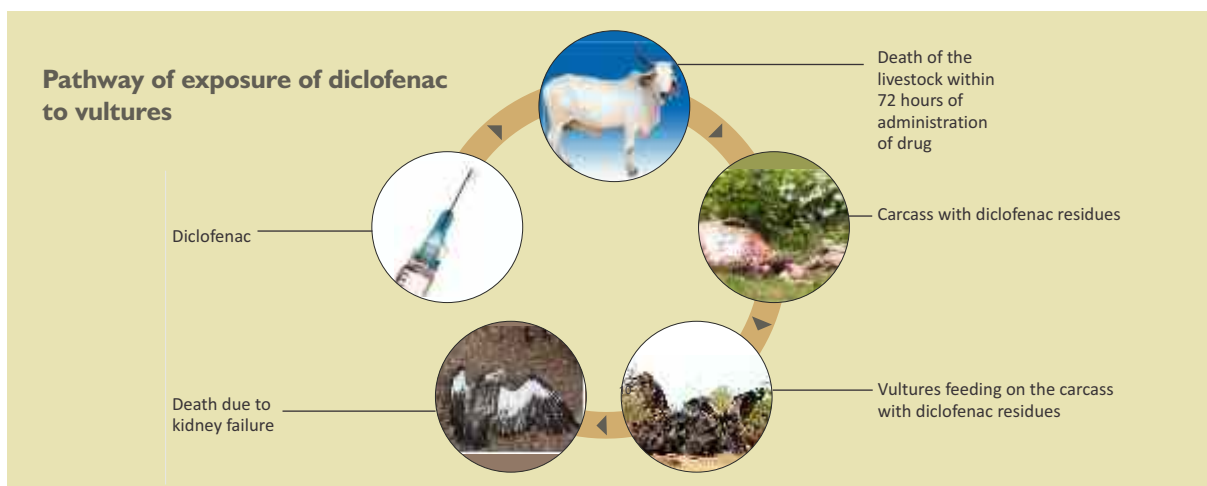 Pathway of exposure of diclofenac
to vultures
Death of the
livestock within
72 hours of
administration
of drug
Carcass with diclofenac residues
Vultures feeding on the carcass
with diclofenac residues
Death due to
kidney failure
Diclofenac